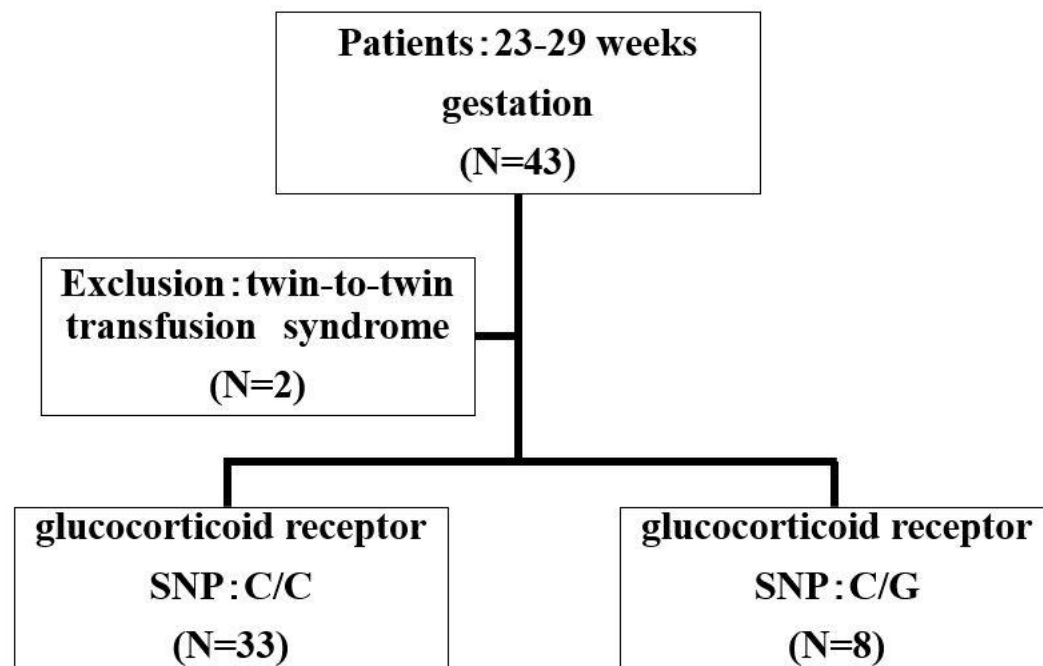 Patients：23-29 weeks
gestation
(N=43)
Exclusion：twin-to-twin
transfusion syndrome
(N=2)
glucocorticoid receptor
SNP：C/C
(N=33)
glucocorticoid receptor
SNP：C/G
(N=8)